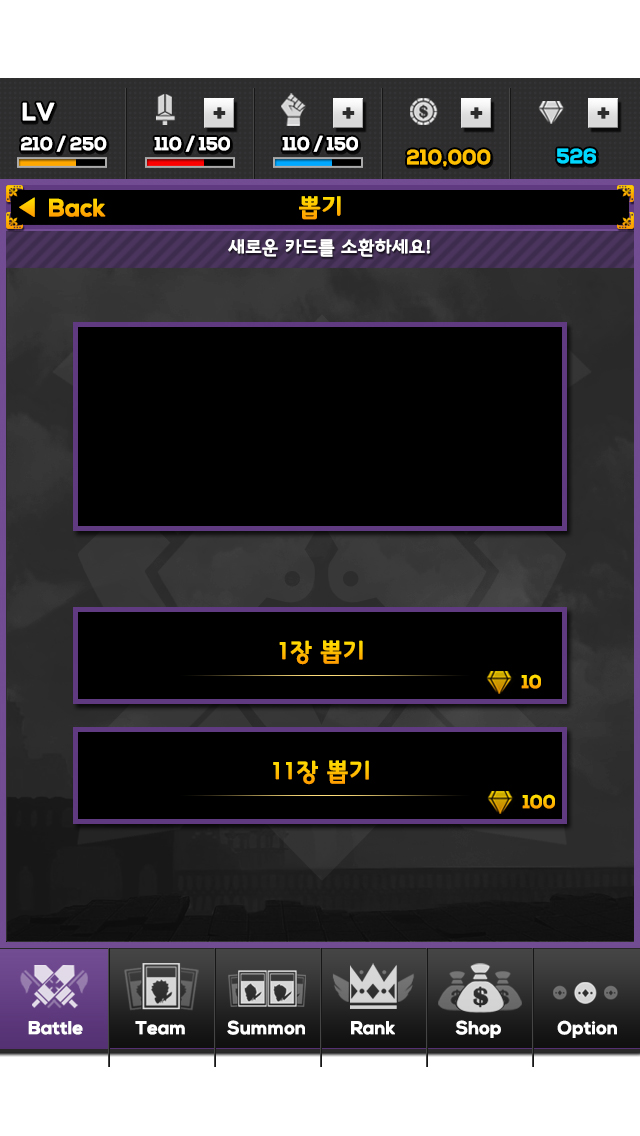 LV
210 / 250
110 / 150
110 / 150
210,000
526
Back
뽑기
새로운 카드를 소환하세요!
1장 뽑기
10
11장 뽑기
100
Battle
Team
Summon
Rank
Shop
Option